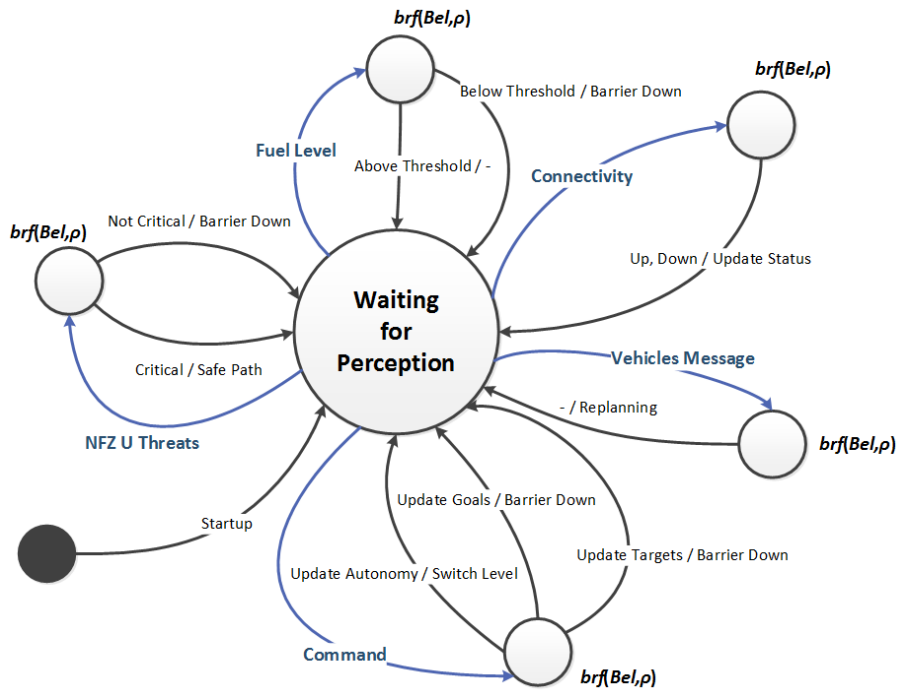 brf(Bel,ρ)
brf(Bel,ρ)
Below Threshold / Barrier Down
Fuel Level
Above Threshold / -
Connectivity
Not Critical / Barrier Down
brf(Bel,ρ)
Up, Down / Update Status
Waiting
for
Perception
Critical / Safe Path
Vehicles Message
- / Replanning
NFZ U Threats
brf(Bel,ρ)
Update Goals / Barrier Down
Startup
Update Targets / Barrier Down
Update Autonomy / Switch Level
Command
brf(Bel,ρ)